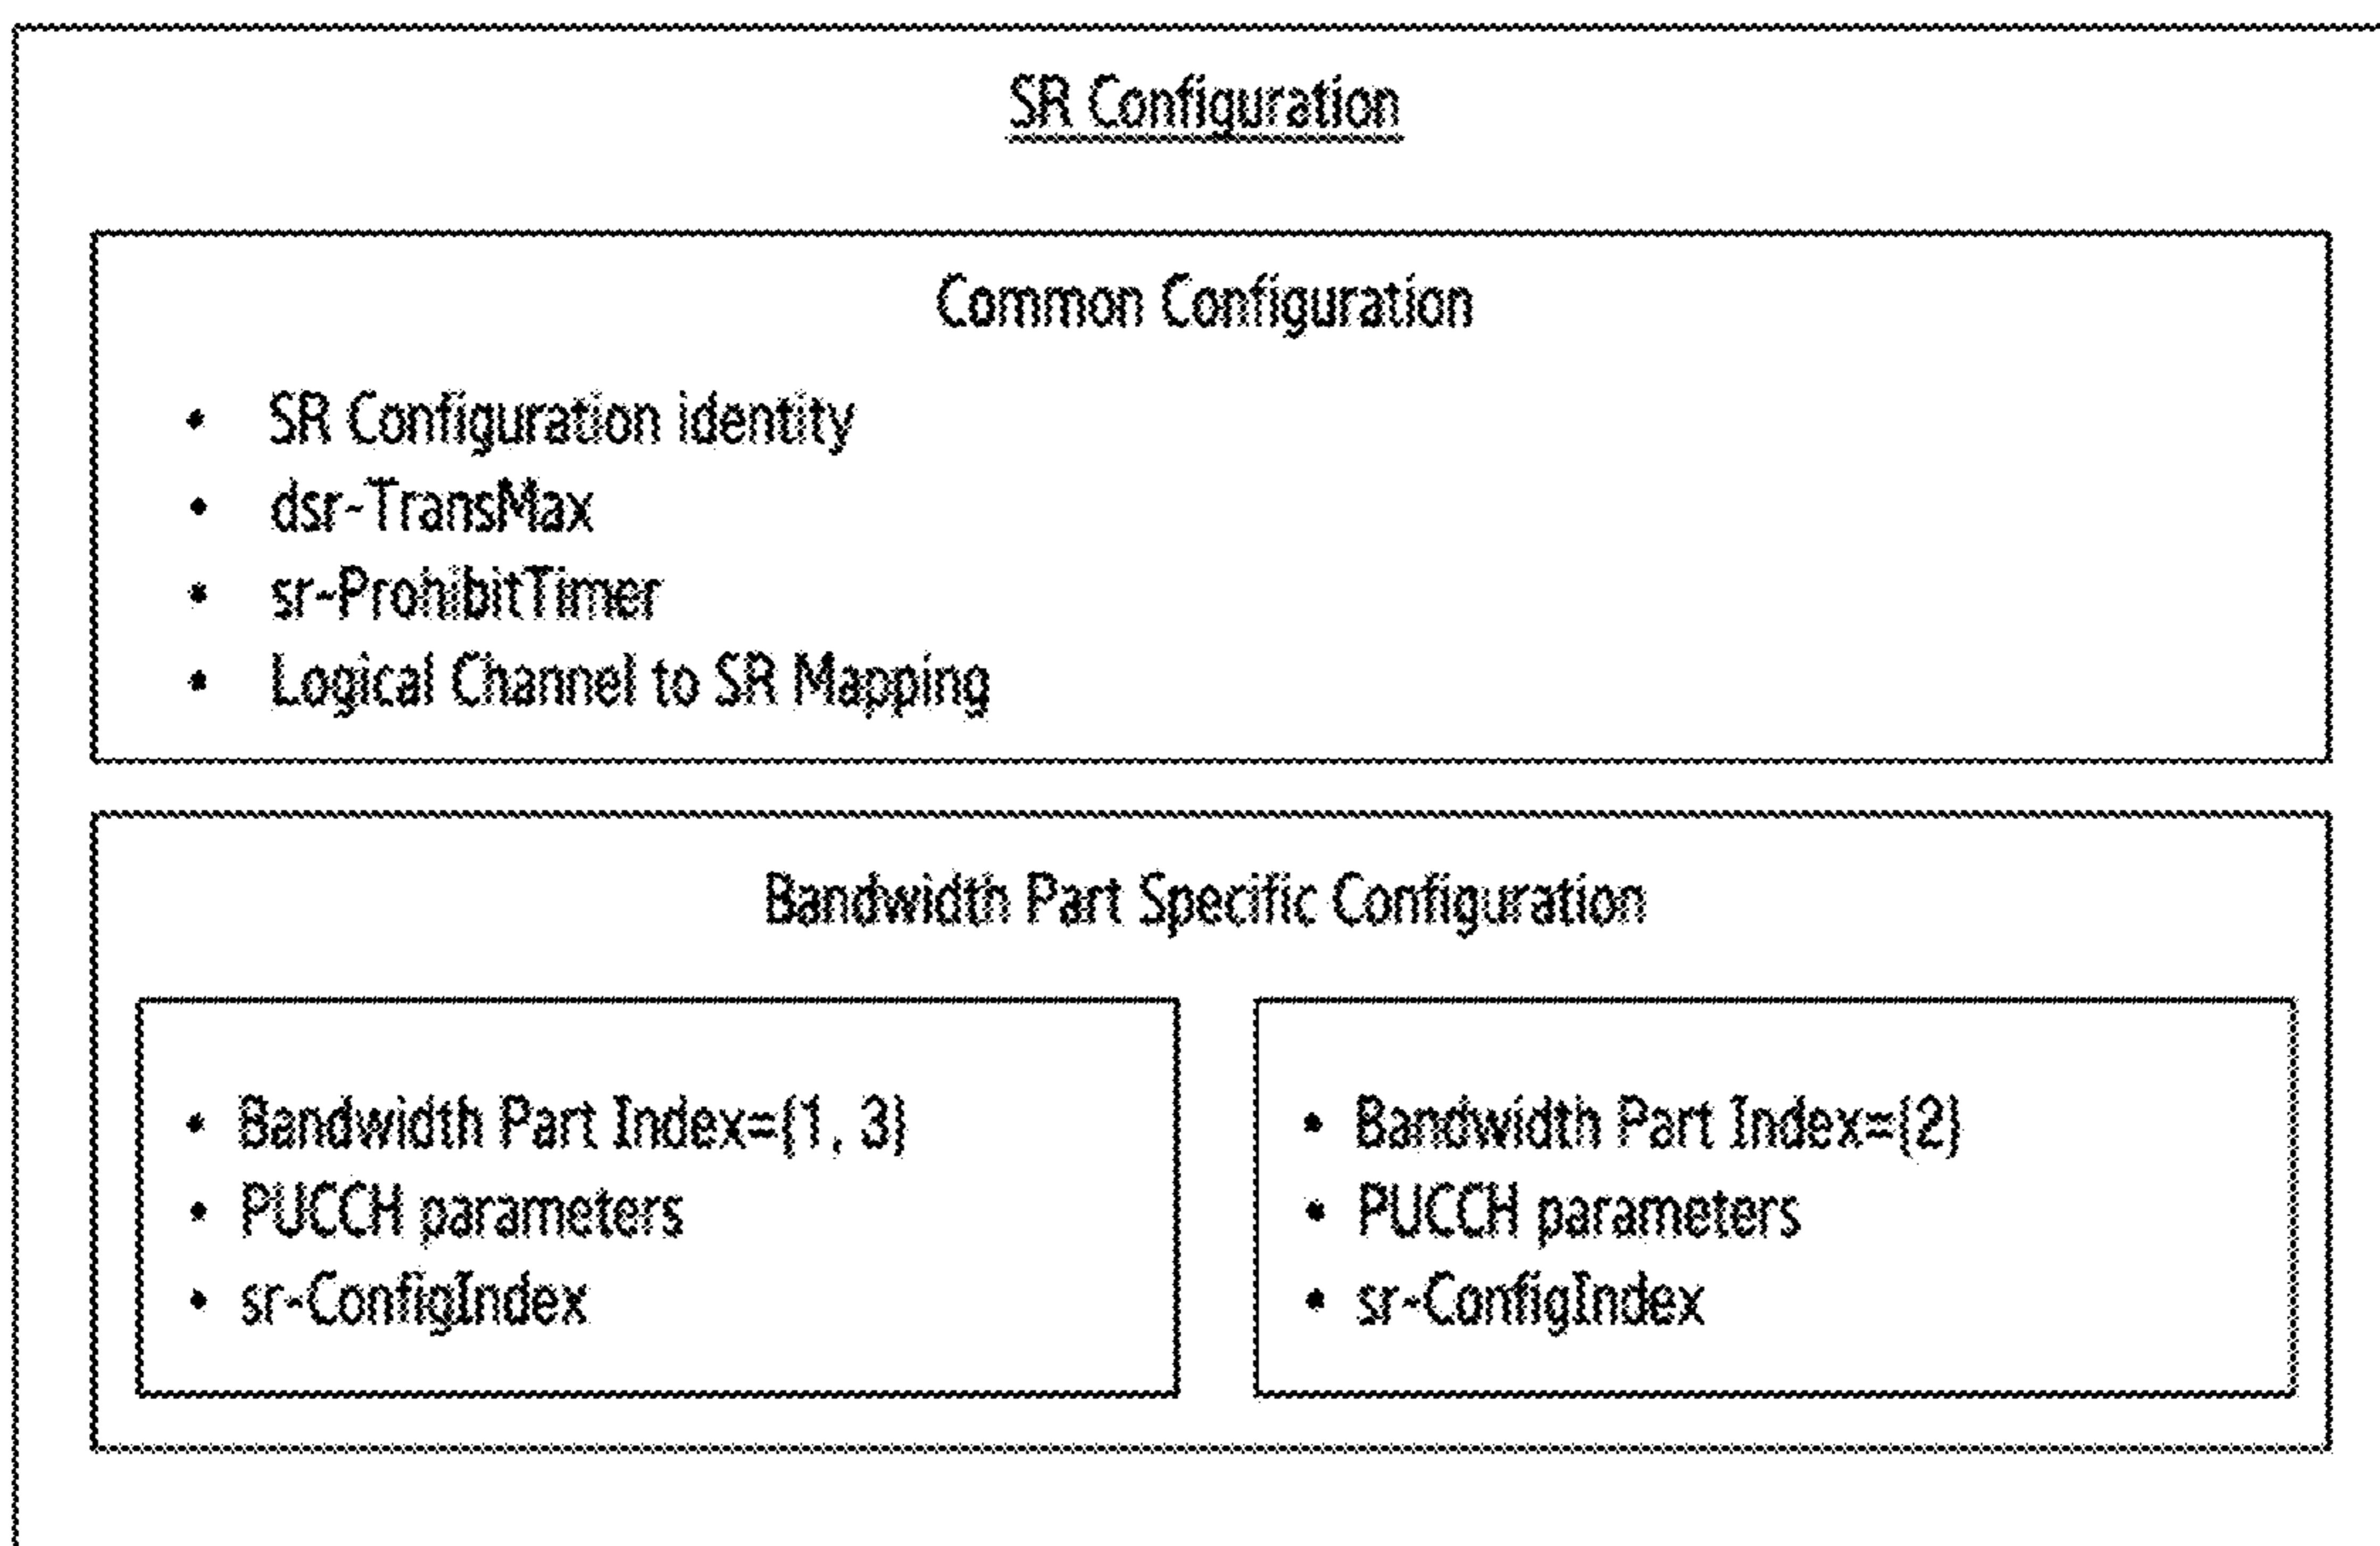 SR Configuration
Common Configuration
• SR Configuration identity
• dsr-TransMax
• sr-ProhibitTimer
• Logical Channel to SR Mapping
Bandwidth Part Specific Configuration
• Bandwidth Part Index={1, 3}
• PUCCH parameters
• sr-ConfigIndex
• Bandwidth Part Index={2}
• PUCCH parameters
• sr-ConfigIndex